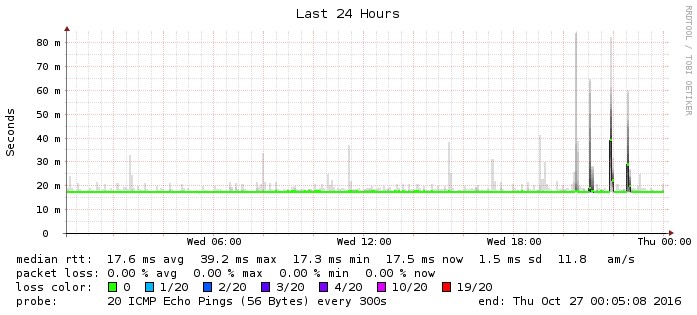 Last 24 Hours
RRDTOOL / TOBI OETIKER
Seconds
80 m
70 m
60 m
50 m
40 m
30 m
20 m
10 m
0
Wed 06:00 Wed 12:00 Wed 18:00 Thu 00:00
median rtt: 17.6 ms avg 39.2 ms max 17.3 ms min 17.5 ms now 1.5 ms sd 11.8 am/s
packet loss: 0.00 % avg 0.00 % max 0.00 % min 0.00 % now
loss color: 0 1/20 2/20 3/20 4/20 10/20 19/20
probe: 20 ICMP Echo Pings (56 Bytes) every 300s end: Thu Oct 27 00:05:08 2016